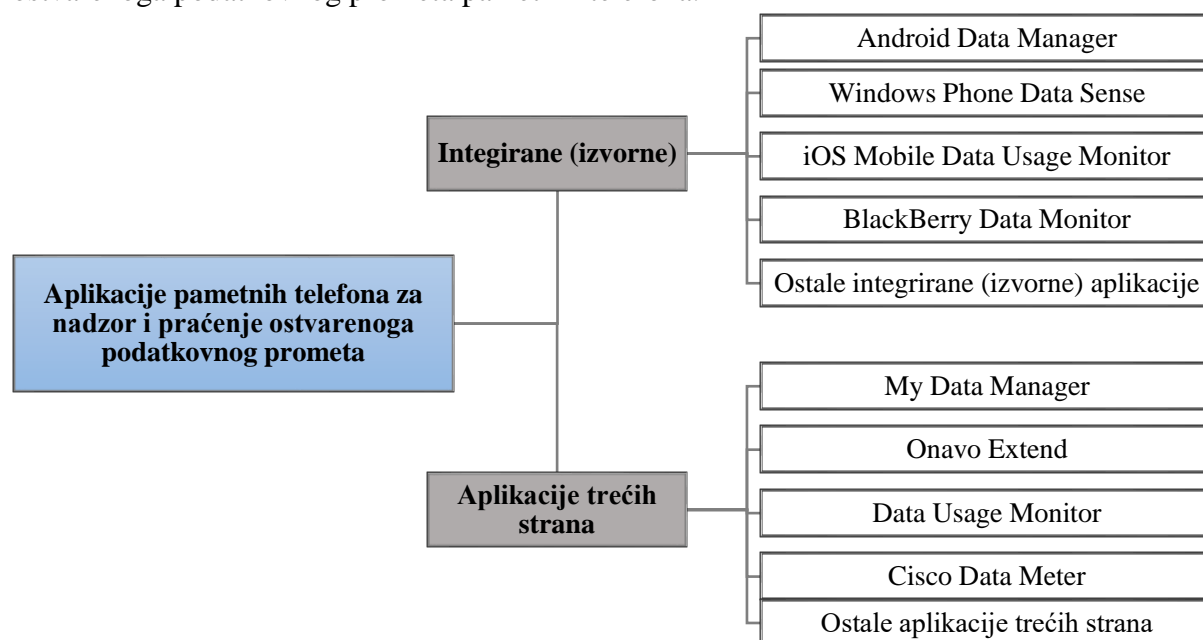 Android Data Manager
Windows Phone Data Sense
Integirane (izvorne)
iOS Mobile Data Usage Monitor
BlackBerry Data Monitor
Ostale integrirane (izvorne) aplikacije
Aplikacije pametnih telefona za
nadzor i praćenje ostvarenoga
podatkovnog prometa
My Data Manager
Onavo Extend
Aplikacije trećih
strana
Data Usage Monitor
Cisco Data Meter
Ostale aplikacije trećih strana